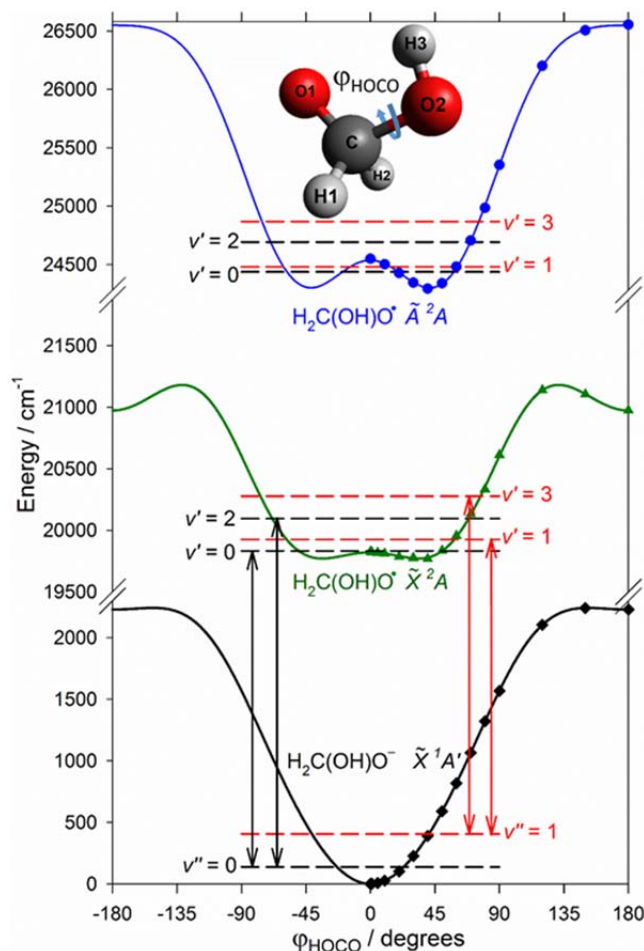 26500
26000
25500
25000
24500
21500
21000
20500
20000
19500
2000
1500
1000
500
0
Energy / cm⁻¹
H3
φHOCO
O1
O2
C
H2
H1
v' = 3
v' = 2
v' = 1
v' = 0
H₂C(OH)O• Ã ²A
v' = 3
v' = 2
v' = 1
v' = 0
H₂C(OH)O• X̃ ²A
H₂C(OH)O⁻ X̃ ¹A'
v'' = 1
v'' = 0
-180 -135 -90 -45 0 45 90 135 180
φHOCO / degrees